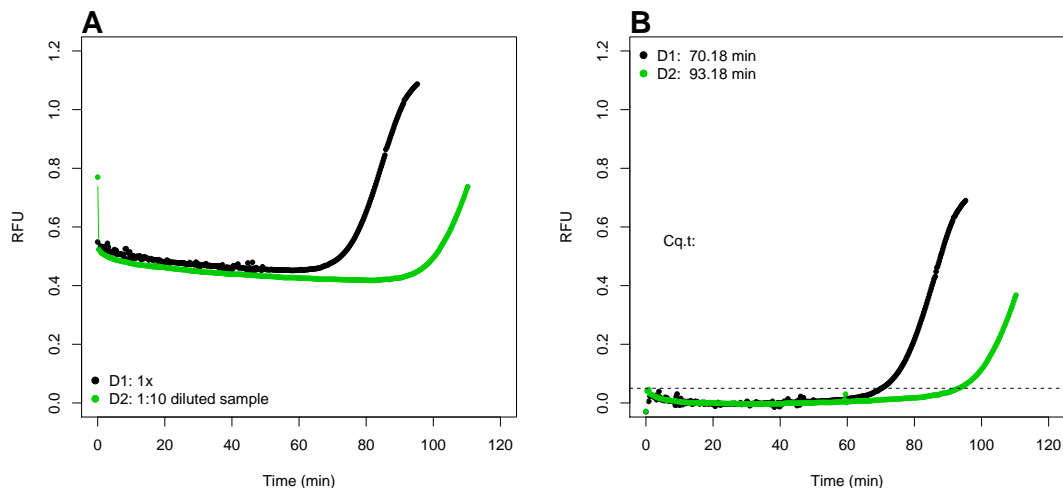 A
RFU
1.2
1.0
0.8
0.6
0.4
0.2
0.0
D1: 1x
D2: 1:10 diluted sample
0 20 40 60 80 100 120
Time (min)
B
RFU
1.2
1.0
0.8
0.6
0.4
0.2
0.0
D1: 70.18 min
D2: 93.18 min
Cq.t:
0 20 40 60 80 100 120
Time (min)